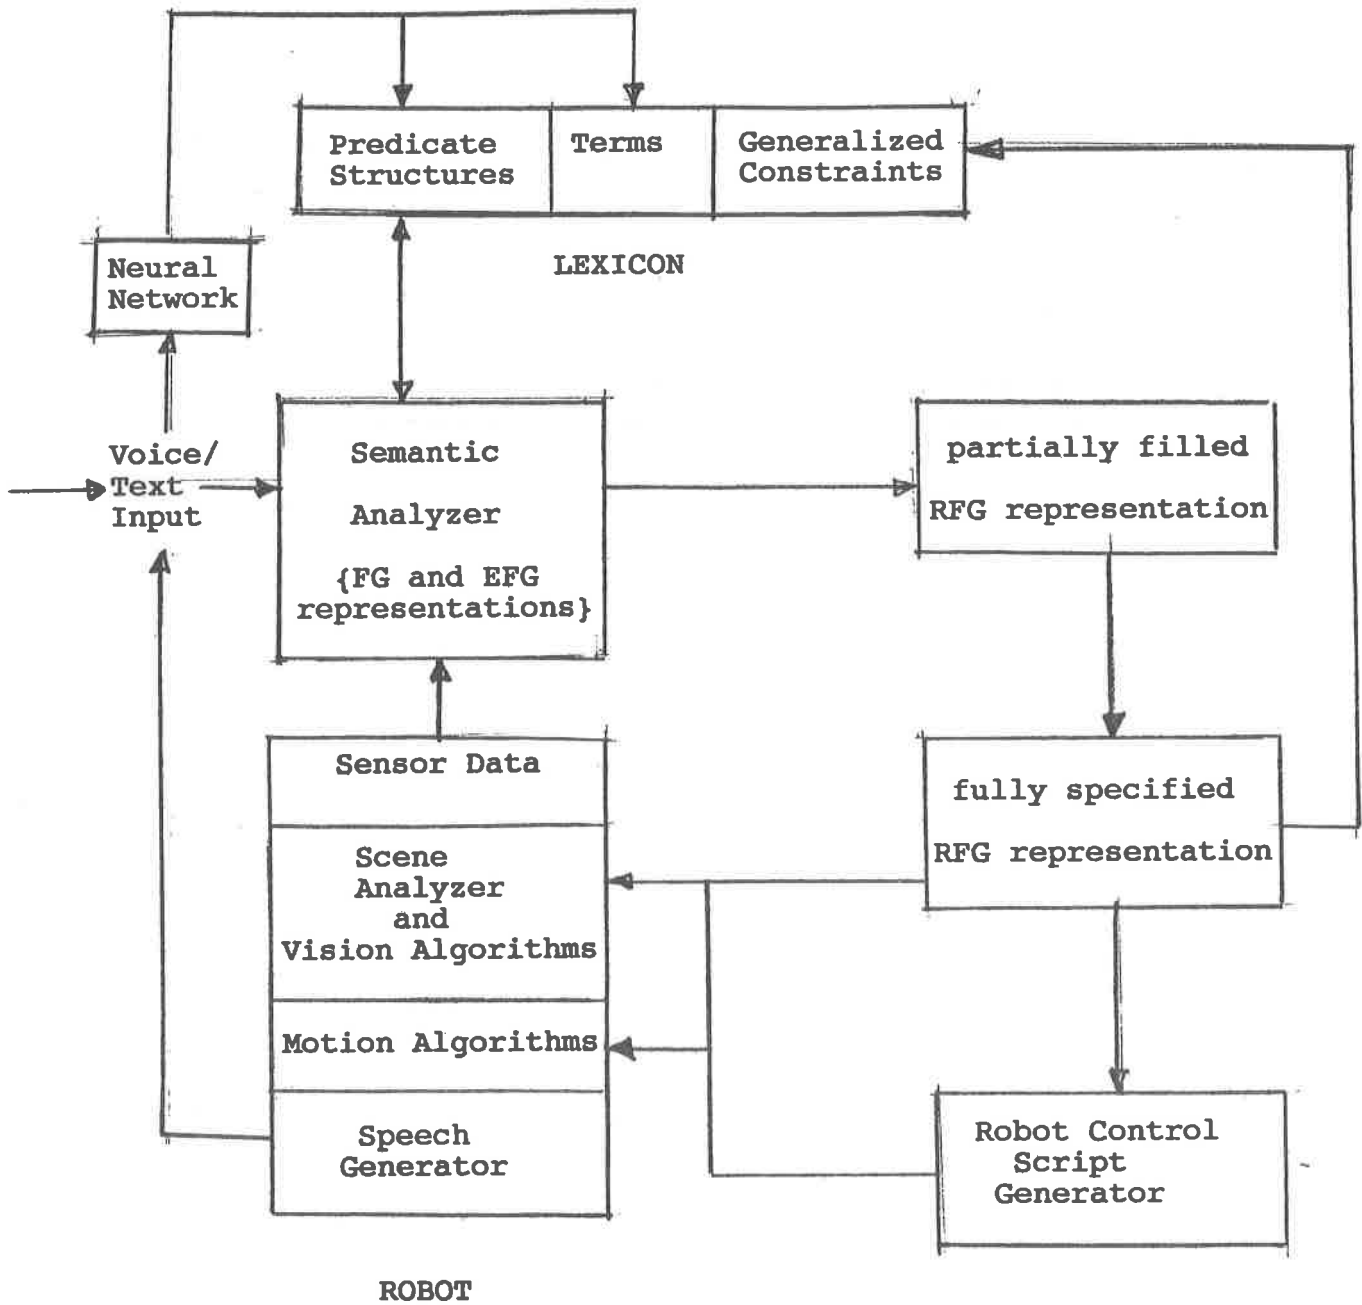 Predicate
Structures
Terms
Generalized
Constraints
LEXICON
Neural
Network
Voice/
Text
Input
Semantic
Analyzer
{FG and EFG
representations}
partially filled
RFG representation
Sensor Data
Scene
Analyzer
and
Vision Algorithms
Motion Algorithms
Speech
Generator
fully specified
RFG representation
Robot Control
Script
Generator
ROBOT